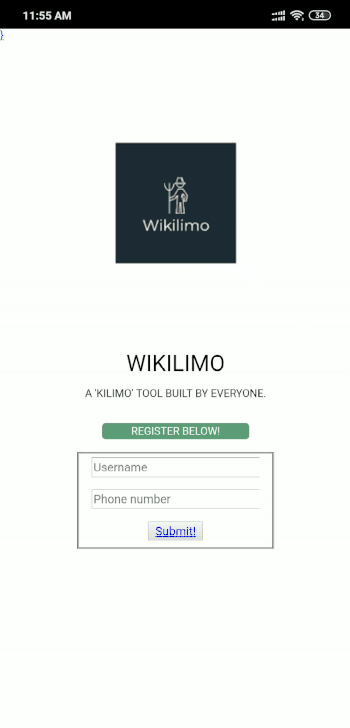 11:55 AM
34
}
Wikilimo
WIKILIMO
A 'KILIMO' TOOL BUILT BY EVERYONE.
REGISTER BELOW!
Username
Phone number
Submit!